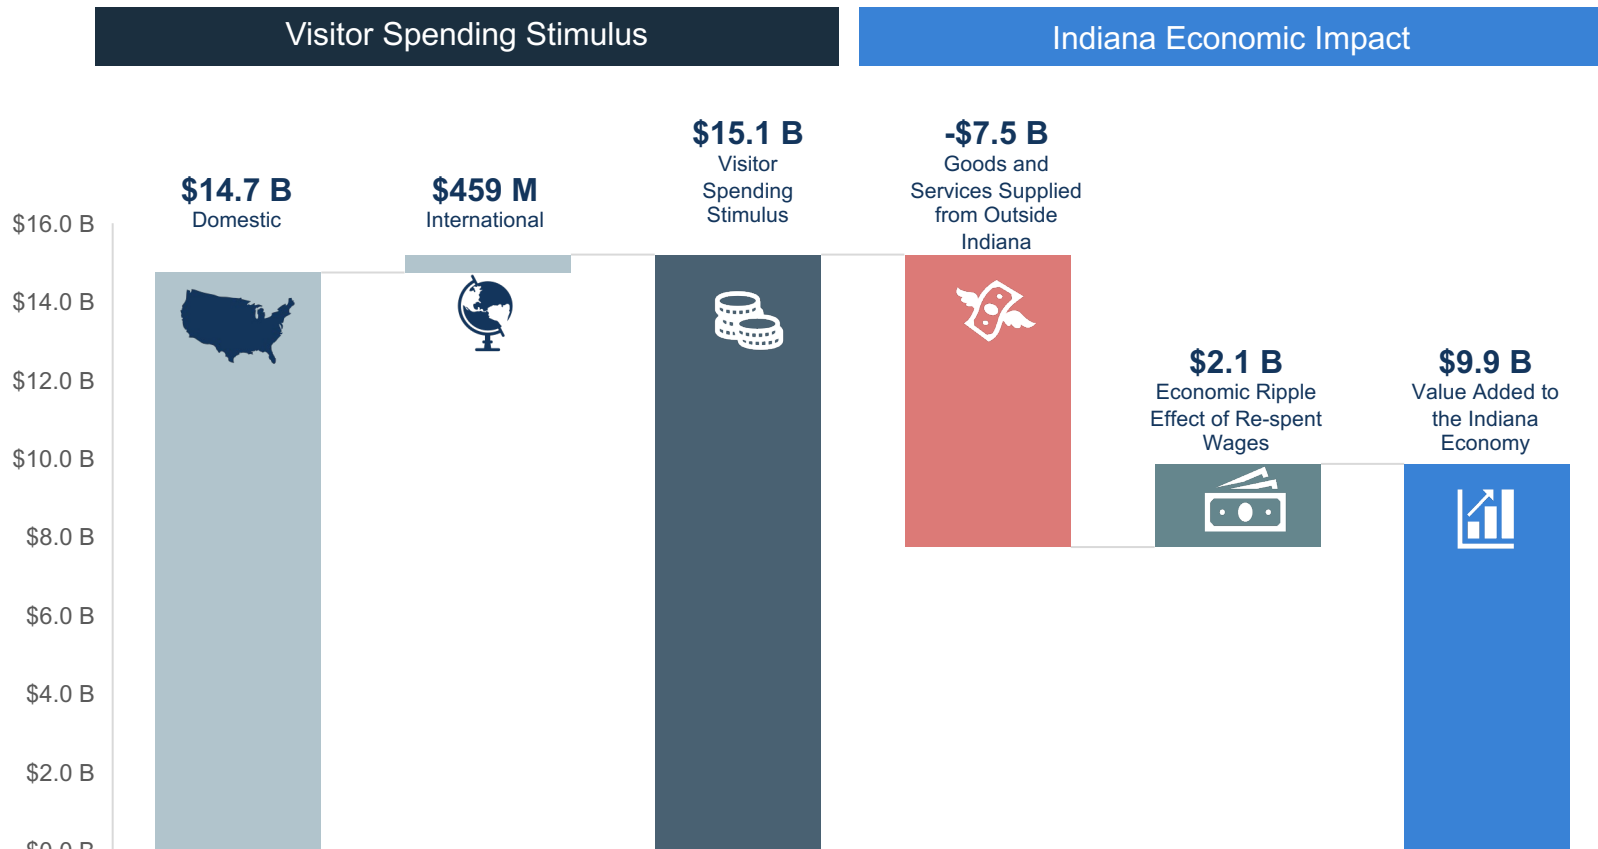 Visitor Spending Stimulus
Indiana Economic Impact
$14.7 B
Domestic
$459 M
International
$15.1 B
Visitor
Spending
Stimulus
-$7.5 B
Goods and
Services Supplied
from Outside
Indiana
$2.1 B
Economic Ripple
Effect of Re-spent
Wages
$9.9 B
Value Added to
the Indiana
Economy
$16.0 B
$14.0 B
$12.0 B
$10.0 B
$8.0 B
$6.0 B
$4.0 B
$2.0 B
$0.0 B